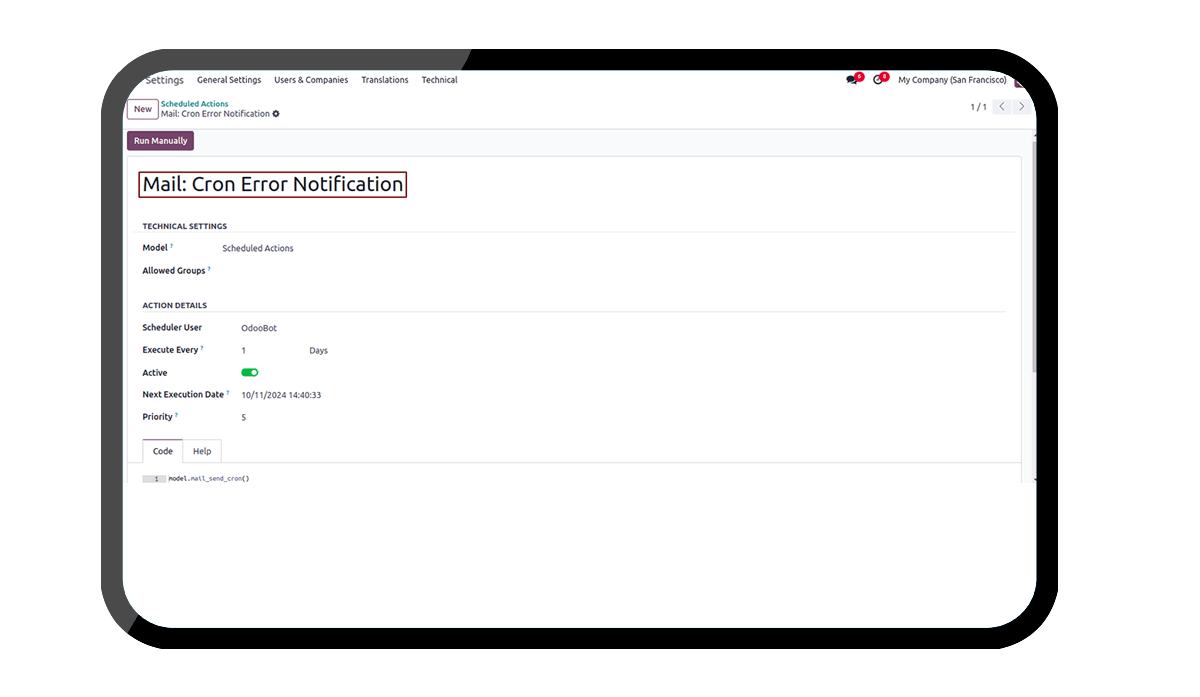 Settings General Settings Users & Companies Translations Technical 6 8 My Company (San Francisco)
New Scheduled Actions
Mail: Cron Error Notification 1 / 1
Run Manually
Mail: Cron Error Notification
TECHNICAL SETTINGS
Model ? Scheduled Actions
Allowed Groups ?
ACTION DETAILS
Scheduler User OdooBot
Execute Every ? 1 Days
Active
Next Execution Date ? 10/11/2024 14:40:33
Priority ? 5
Code Help
1 model.mail_send_cron()